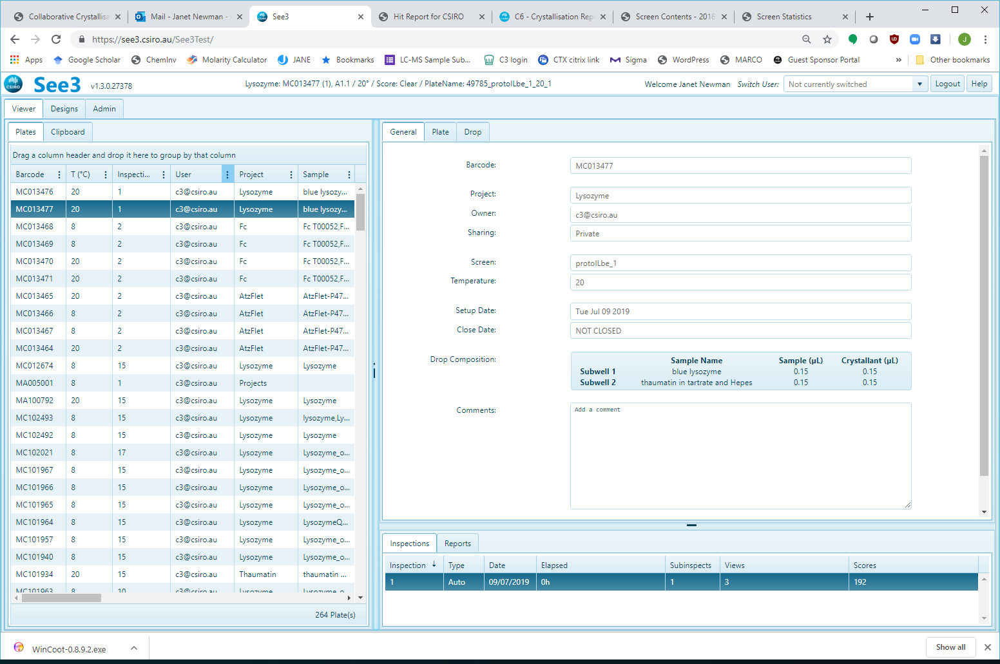 Collaborative Crystallisa
Mail - Janet Newman -
See3
Hit Report for CSIRO
C6 - Crystallisation Rep
Screen Contents - 2018
Screen Statistics
https://see3.csiro.au/See3Test/
J
Apps
Google Scholar
ChemInv
Molarity Calculator
JANE
Bookmarks
LC-MS Sample Sub...
C3 login
CTX citrix link
Sigma
WordPress
MARCO
Guest Sponsor Portal
»
Other bookmarks
CSIRO See3 v1.3.0.27378
Lysozyme: MC013477 (1), A1.1 / 20° / Score: Clear / PlateName: 49785_protolLbe_1_20_1
Welcome Janet Newman Switch User: Not currently switched Logout Help
Viewer Designs Admin
Plates Clipboard
Drag a column header and drop it here to group by that column
Barcode T (°C) Inspecti... User Project Sample
MC013476 20 1 c3@csiro.au Lysozyme blue lysozy...
MC013477 20 1 c3@csiro.au Lysozyme blue lysozy...
MC013468 8 2 c3@csiro.au Fc Fc T00052,F...
MC013469 8 2 c3@csiro.au Fc Fc T00052,F...
MC013470 20 2 c3@csiro.au Fc Fc T00052,F...
MC013471 20 2 c3@csiro.au Fc Fc T00052,F...
MC013465 20 2 c3@csiro.au AtzFlet AtzFlet-P47...
MC013466 8 2 c3@csiro.au AtzFlet AtzFlet-P47...
MC013467 8 2 c3@csiro.au AtzFlet AtzFlet-P47...
MC013464 20 2 c3@csiro.au AtzFlet AtzFlet-P47...
MC012674 8 15 c3@csiro.au Lysozyme Lysozyme
MA005001 8 1 c3@csiro.au Projects
MA100792 20 15 c3@csiro.au Lysozyme Lysozyme
MC102493 8 15 c3@csiro.au Lysozyme lysozyme,Ly...
MC102492 8 15 c3@csiro.au Lysozyme Lysozyme
MC102021 8 17 c3@csiro.au Lysozyme Lysozyme_o...
MC101967 8 15 c3@csiro.au Lysozyme Lysozyme_o...
MC101966 8 15 c3@csiro.au Lysozyme Lysozyme_o...
MC101965 8 15 c3@csiro.au Lysozyme Lysozyme_o...
MC101964 8 15 c3@csiro.au Lysozyme LysozymeQ...
MC101957 8 15 c3@csiro.au Lysozyme Lysozyme_o...
MC101940 8 15 c3@csiro.au Lysozyme Lysozyme_o...
MC101934 20 15 c3@csiro.au Thaumatin thaumatin ...
MC101963 8 10 c3@csiro.au Lysozyme Lysozyme_o...
264 Plate(s)
General Plate Drop
Barcode: MC013477
Project: Lysozyme
Owner: c3@csiro.au
Sharing: Private
Screen: protolLbe_1
Temperature: 20
Setup Date: Tue Jul 09 2019
Close Date: NOT CLOSED
Drop Composition:
Sample Name Sample (µL) Crystallant (µL)
Subwell 1 blue lysozyme 0.15 0.15
Subwell 2 thaumatin in tartrate and Hepes 0.15 0.15
Comments: Add a comment
Inspections Reports
Inspection Type Date Elapsed Subinspects Views Scores
1 Auto 09/07/2019 0h 1 3 192
WinCoot-0.8.9.2.exe
Show all